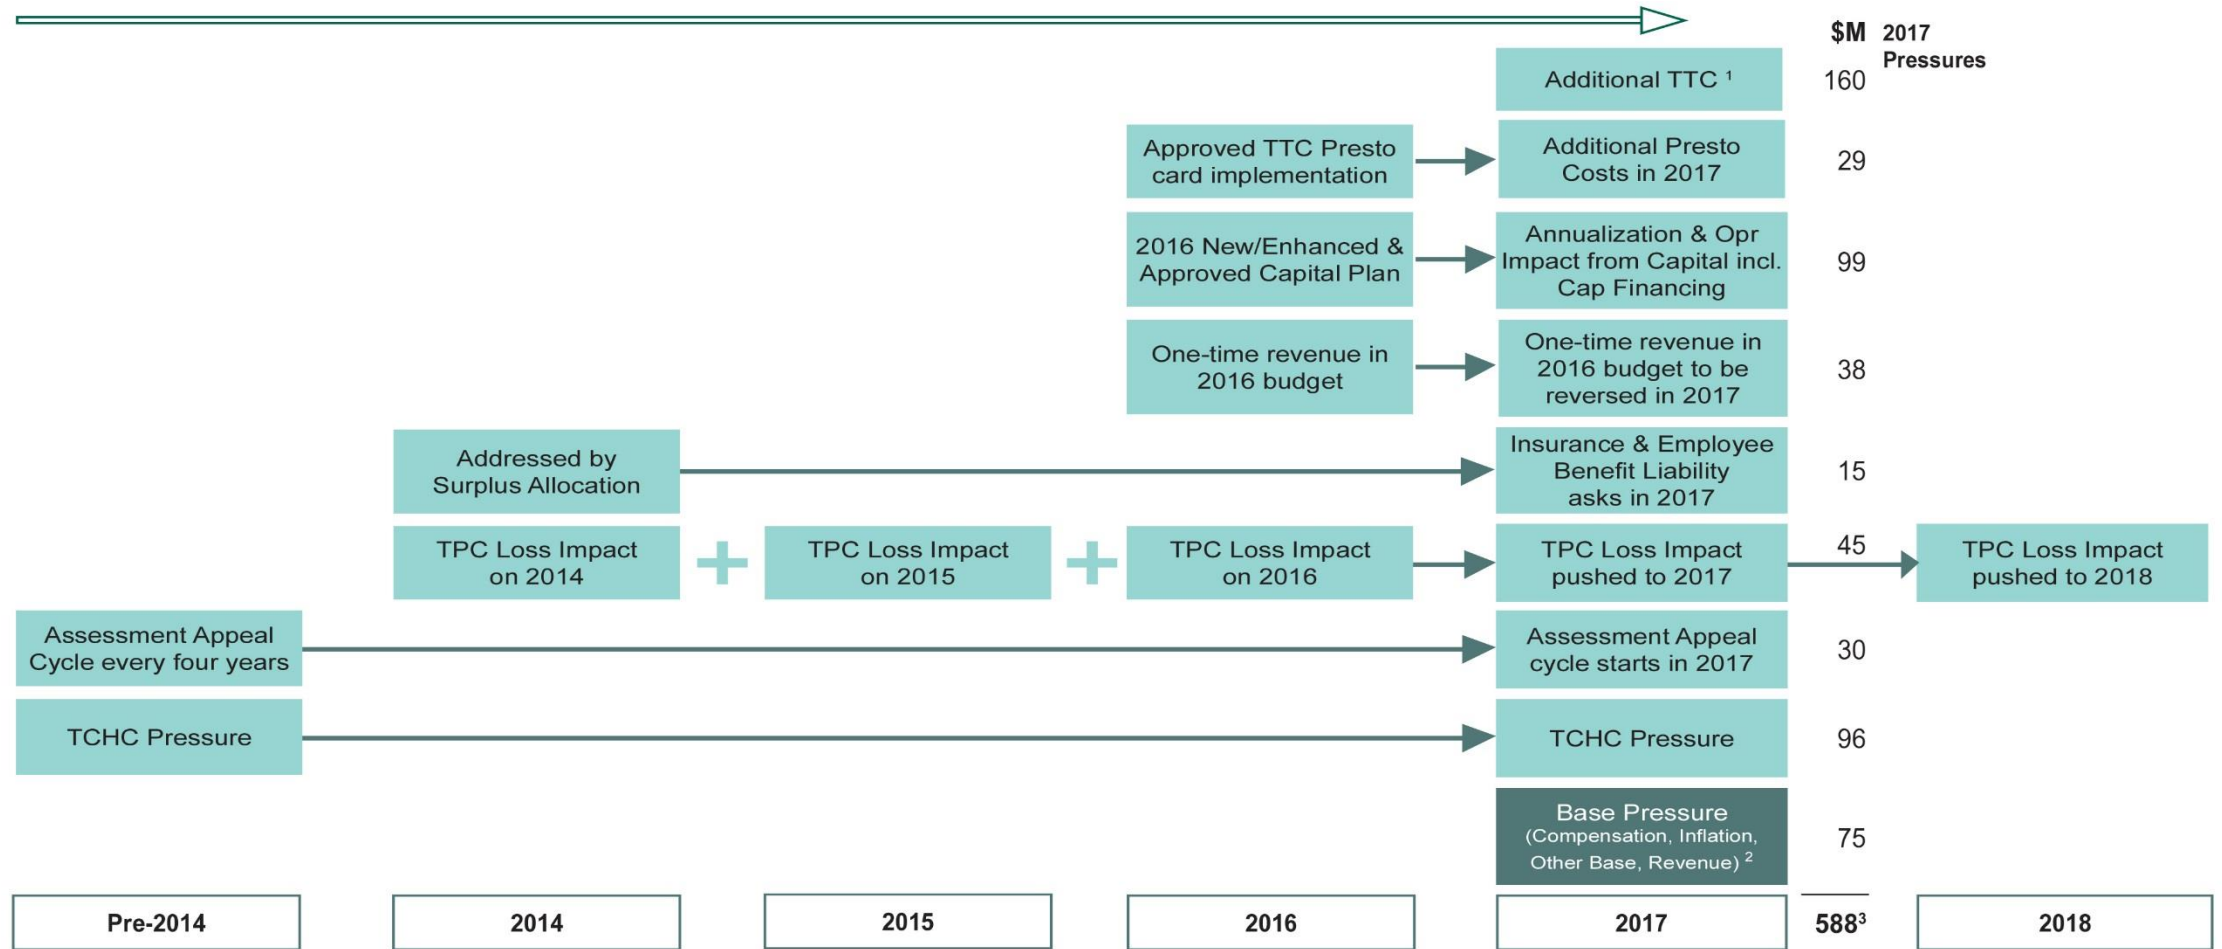 $M 2017
Pressures
Additional TTC ¹
160
Approved TTC Presto
card implementation
Additional Presto
Costs in 2017
29
2016 New/Enhanced &
Approved Capital Plan
Annualization & Opr
Impact from Capital incl.
Cap Financing
99
One-time revenue in
2016 budget
One-time revenue in
2016 budget to be
reversed in 2017
38
Addressed by
Surplus Allocation
Insurance & Employee
Benefit Liability
asks in 2017
15
TPC Loss Impact
on 2014
+
TPC Loss Impact
on 2015
+
TPC Loss Impact
on 2016
TPC Loss Impact
pushed to 2017
45
TPC Loss Impact
pushed to 2018
Assessment Appeal
Cycle every four years
Assessment Appeal
cycle starts in 2017
30
TCHC Pressure
TCHC Pressure
96
Base Pressure
(Compensation, Inflation,
Other Base, Revenue) ²
75
Pre-2014
2014
2015
2016
2017
588³
2018